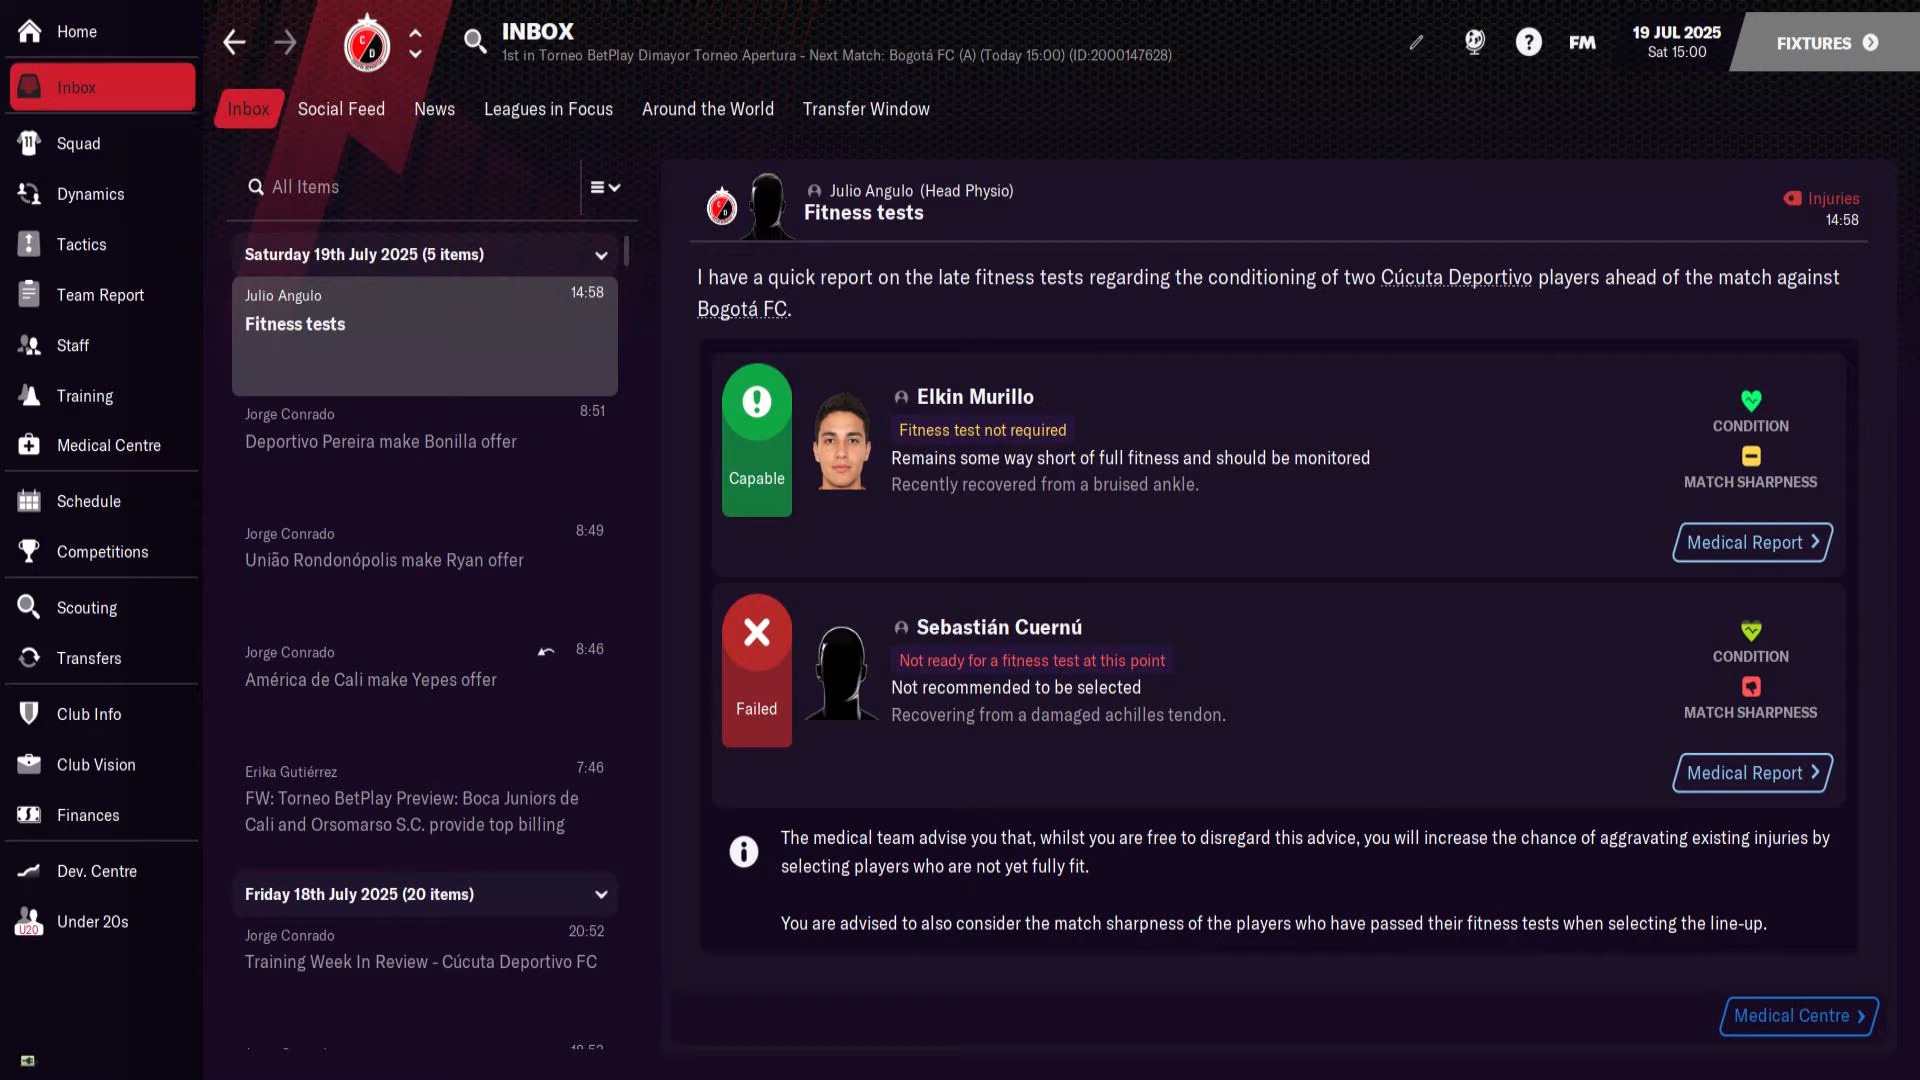 Home
Inbox
Squad
Dynamics
Tactics
Team Report
Staff
Training
Medical Centre
Schedule
Competitions
Scouting
Transfers
Club Info
Club Vision
Finances
Dev. Centre
U20
Under 20s
INBOX
1st in Torneo BetPlay Dimayor Torneo Apertura - Next Match: Bogotá FC (A) (Today 15:00) (ID:2000147628)
?
FM
19 JUL 2025
Sat 15:00
FIXTURES
Inbox
Social Feed
News
Leagues in Focus
Around the World
Transfer Window
All Items
Saturday 19th July 2025 (5 items)
Julio Angulo
14:58
Fitness tests
Jorge Conrado
8:51
Deportivo Pereira make Bonilla offer
Jorge Conrado
8:49
União Rondonópolis make Ryan offer
Jorge Conrado
8:46
América de Cali make Yepes offer
Erika Gutiérrez
7:46
FW: Torneo BetPlay Preview: Boca Juniors de
Cali and Orsomarso S.C. provide top billing
Friday 18th July 2025 (20 items)
Jorge Conrado
20:52
Training Week In Review - Cúcuta Deportivo FC
Julio Angulo (Head Physio)
Fitness tests
Injuries
14:58
I have a quick report on the late fitness tests regarding the conditioning of two Cúcuta Deportivo players ahead of the match against
Bogotá FC.
Capable
Elkin Murillo
Fitness test not required
Remains some way short of full fitness and should be monitored
Recently recovered from a bruised ankle.
CONDITION
MATCH SHARPNESS
Medical Report
Failed
Sebastián Cuernú
Not ready for a fitness test at this point
Not recommended to be selected
Recovering from a damaged achilles tendon.
CONDITION
MATCH SHARPNESS
Medical Report
The medical team advise you that, whilst you are free to disregard this advice, you will increase the chance of aggravating existing injuries by
selecting players who are not yet fully fit.
You are advised to also consider the match sharpness of the players who have passed their fitness tests when selecting the line-up.
Medical Centre